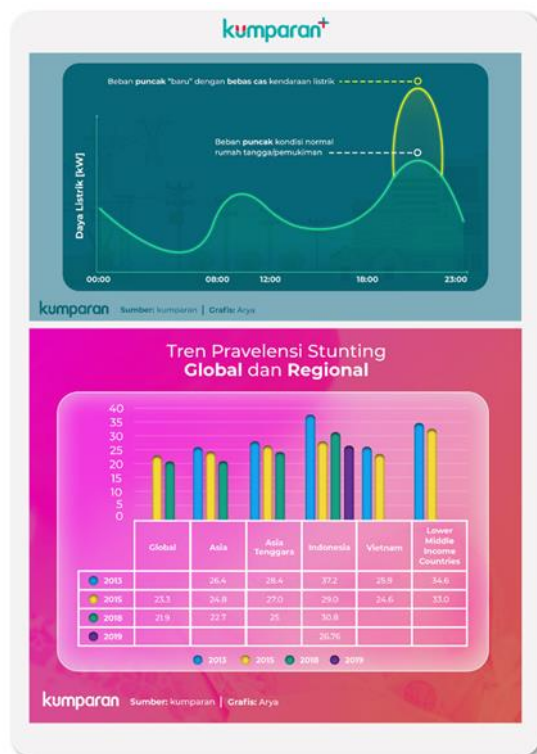 kumparan+
Beban puncak "baru" dengan bebas cas kendaraan listrik
Beban puncak kondisi normal
rumah tangga/pemukiman
Daya Listrik [kW]
00:00 08:00 12:00 18:00 23:00
kumparan Sumber: kumparan | Grafis: Arya
Tren Pravelensi Stunting
Global dan Regional
40
35
30
25
20
15
10
5
0
Global Asia Asia Tenggara Indonesia Vietnam Lower Middle Income Countries
2013 26.4 28.4 37.2 25.9 34.6
2015 23.3 24.8 27.0 29.0 24.6 33.0
2018 21.9 22.7 25 30.8
2019 26.76
2013 2015 2018 2019
kumparan Sumber: kumparan | Grafis: Arya